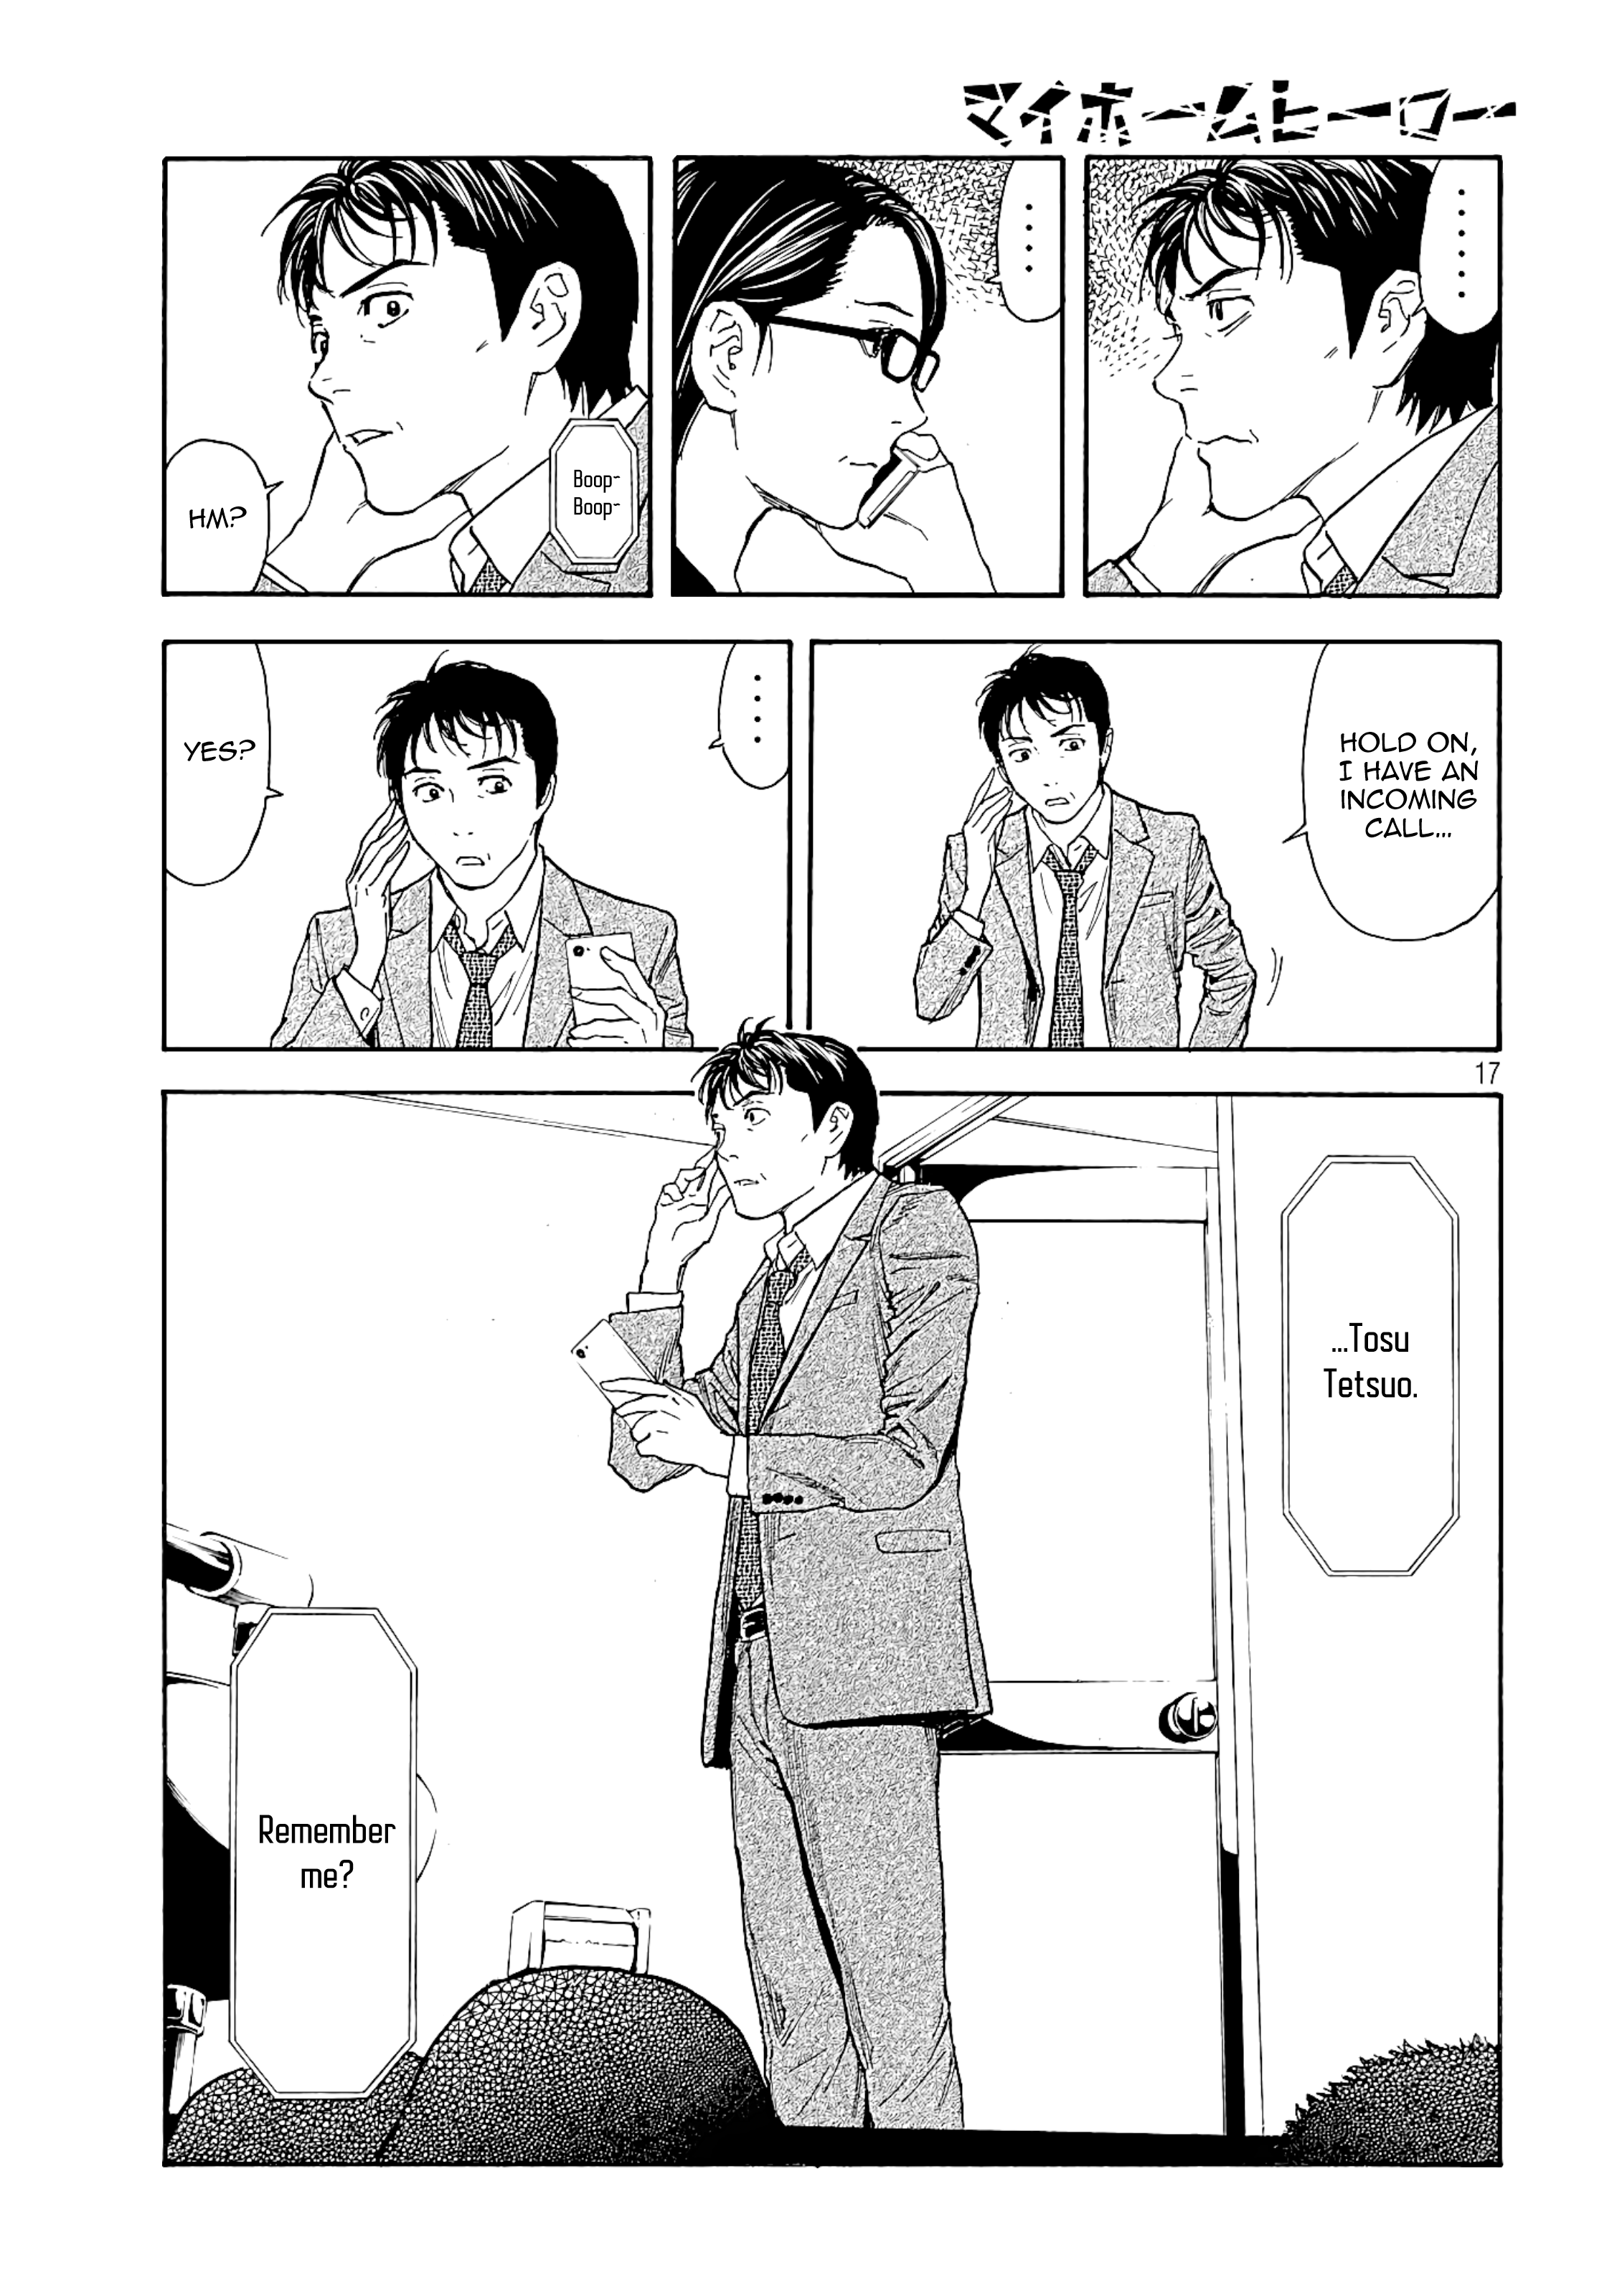 マイホームヒーロー
......
....
Boop~
Boop~
HM?
HOLD ON,
I HAVE AN
INCOMING
CALL...
....
YES?
17
...Tosu
Tetsuo.
Remember
me?